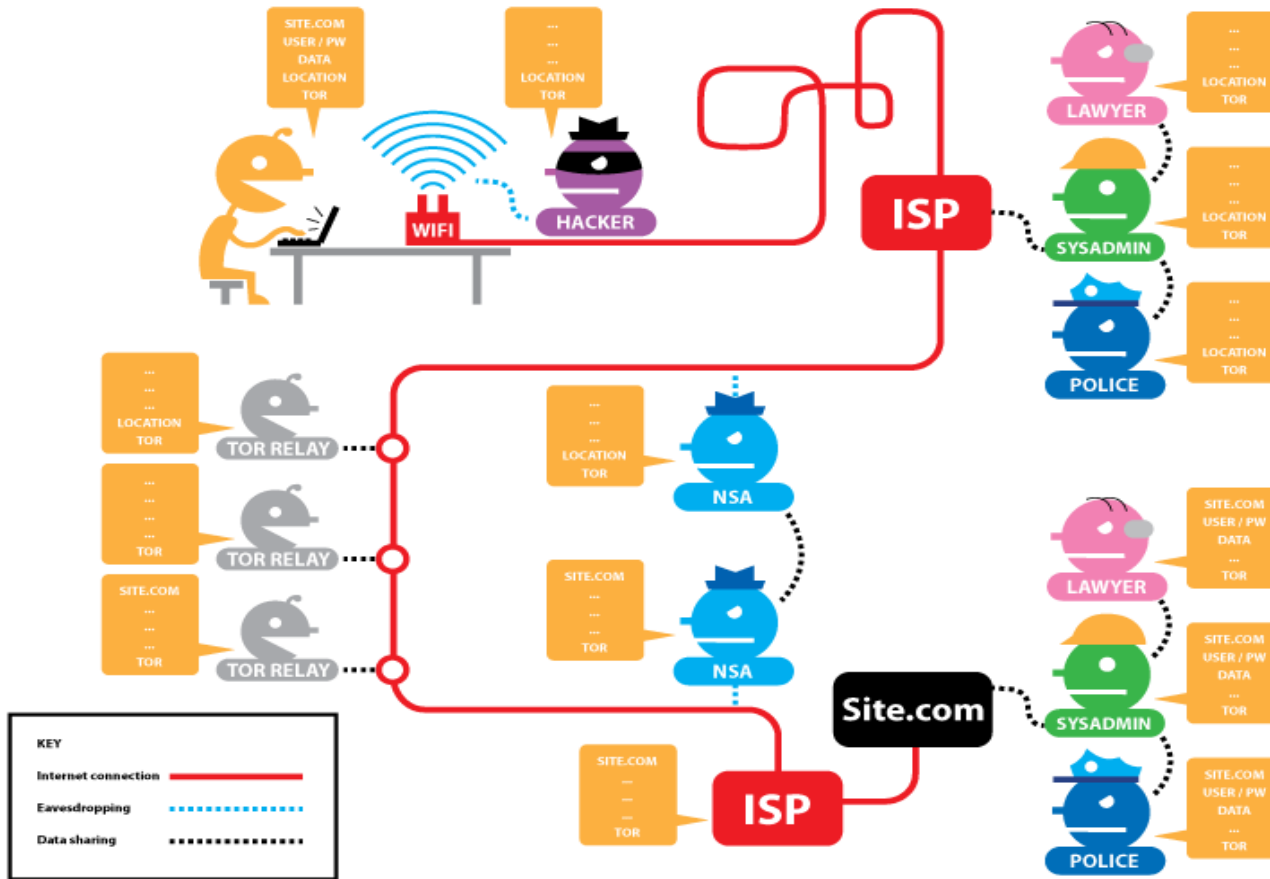 SITE.COM
USER / PW
DATA
LOCATION
TOR
...
...
...
LOCATION
TOR
WIFI
HACKER
ISP
LAWYER
...
...
...
LOCATION
TOR
SYSADMIN
...
...
...
LOCATION
TOR
POLICE
...
...
...
LOCATION
TOR
...
...
...
LOCATION
TOR
TOR RELAY
...
...
...
...
TOR
TOR RELAY
SITE.COM
...
...
...
TOR
TOR RELAY
...
...
...
LOCATION
TOR
NSA
SITE.COM
...
...
...
TOR
NSA
LAWYER
SITE.COM
USER / PW
DATA
...
TOR
SYSADMIN
SITE.COM
USER / PW
DATA
...
TOR
POLICE
SITE.COM
USER / PW
DATA
...
TOR
Site.com
SITE.COM
...
...
...
TOR
ISP
KEY
Internet connection
Eavesdropping
Data sharing